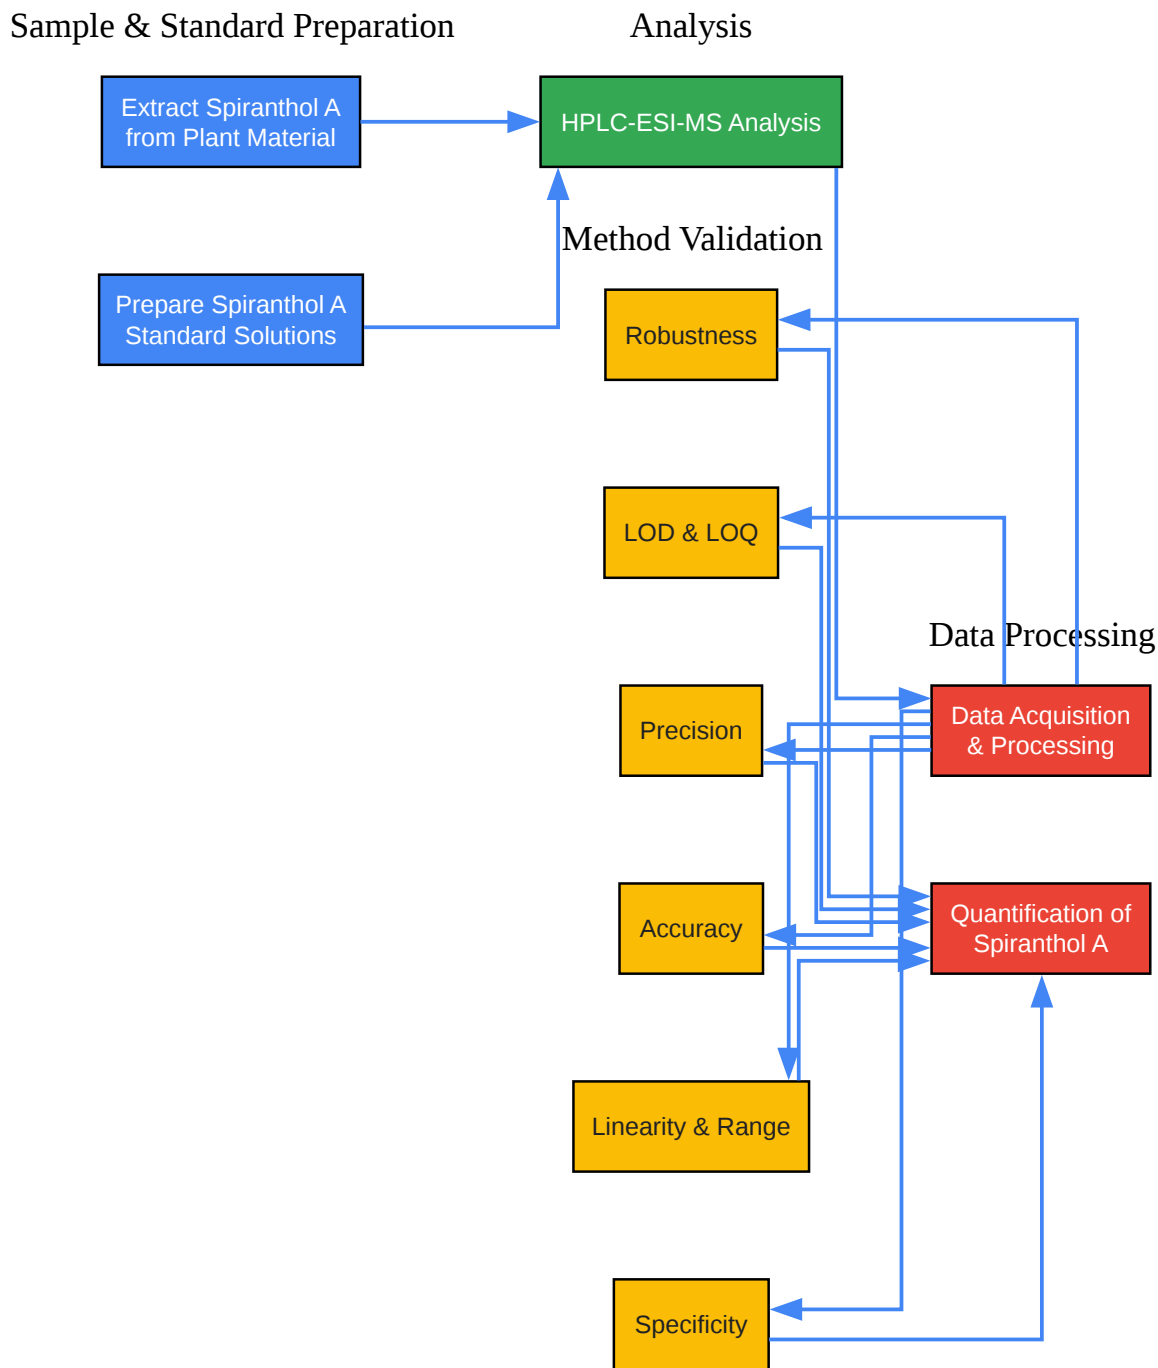 Sample & Standard Preparation
Analysis
Extract Spiranthol A
from Plant Material
HPLC-ESI-MS Analysis
Method Validation
Prepare Spiranthol A
Standard Solutions
Robustness
LOD & LOQ
Data Processing
Precision
Data Acquisition
& Processing
Accuracy
Quantification of
Spiranthol A
Linearity & Range
Specificity